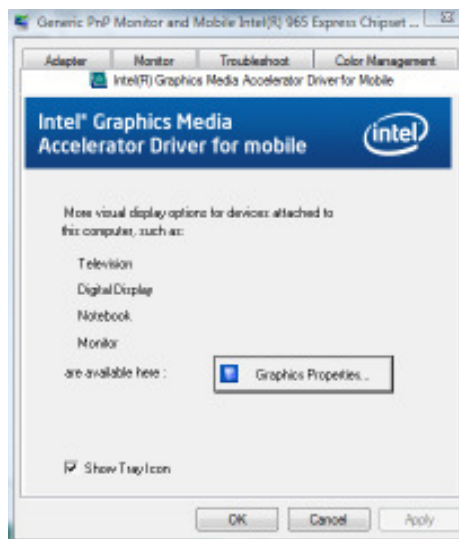 Generic PnP Monitor and Mobile Intel(R) 965 Express Chipset ...
Adapter Monitor Troubleshoot Color Management
Intel(R) Graphics Media Accelerator Driver for Mobile
Intel® Graphics Media
Accelerator Driver for mobile
intel
More visual display options for devices attached to
this computer, such as:
Television
Digital Display
Notebook
Monitor
are available here :
Graphics Properties...
Show Tray Icon
OK Cancel Apply